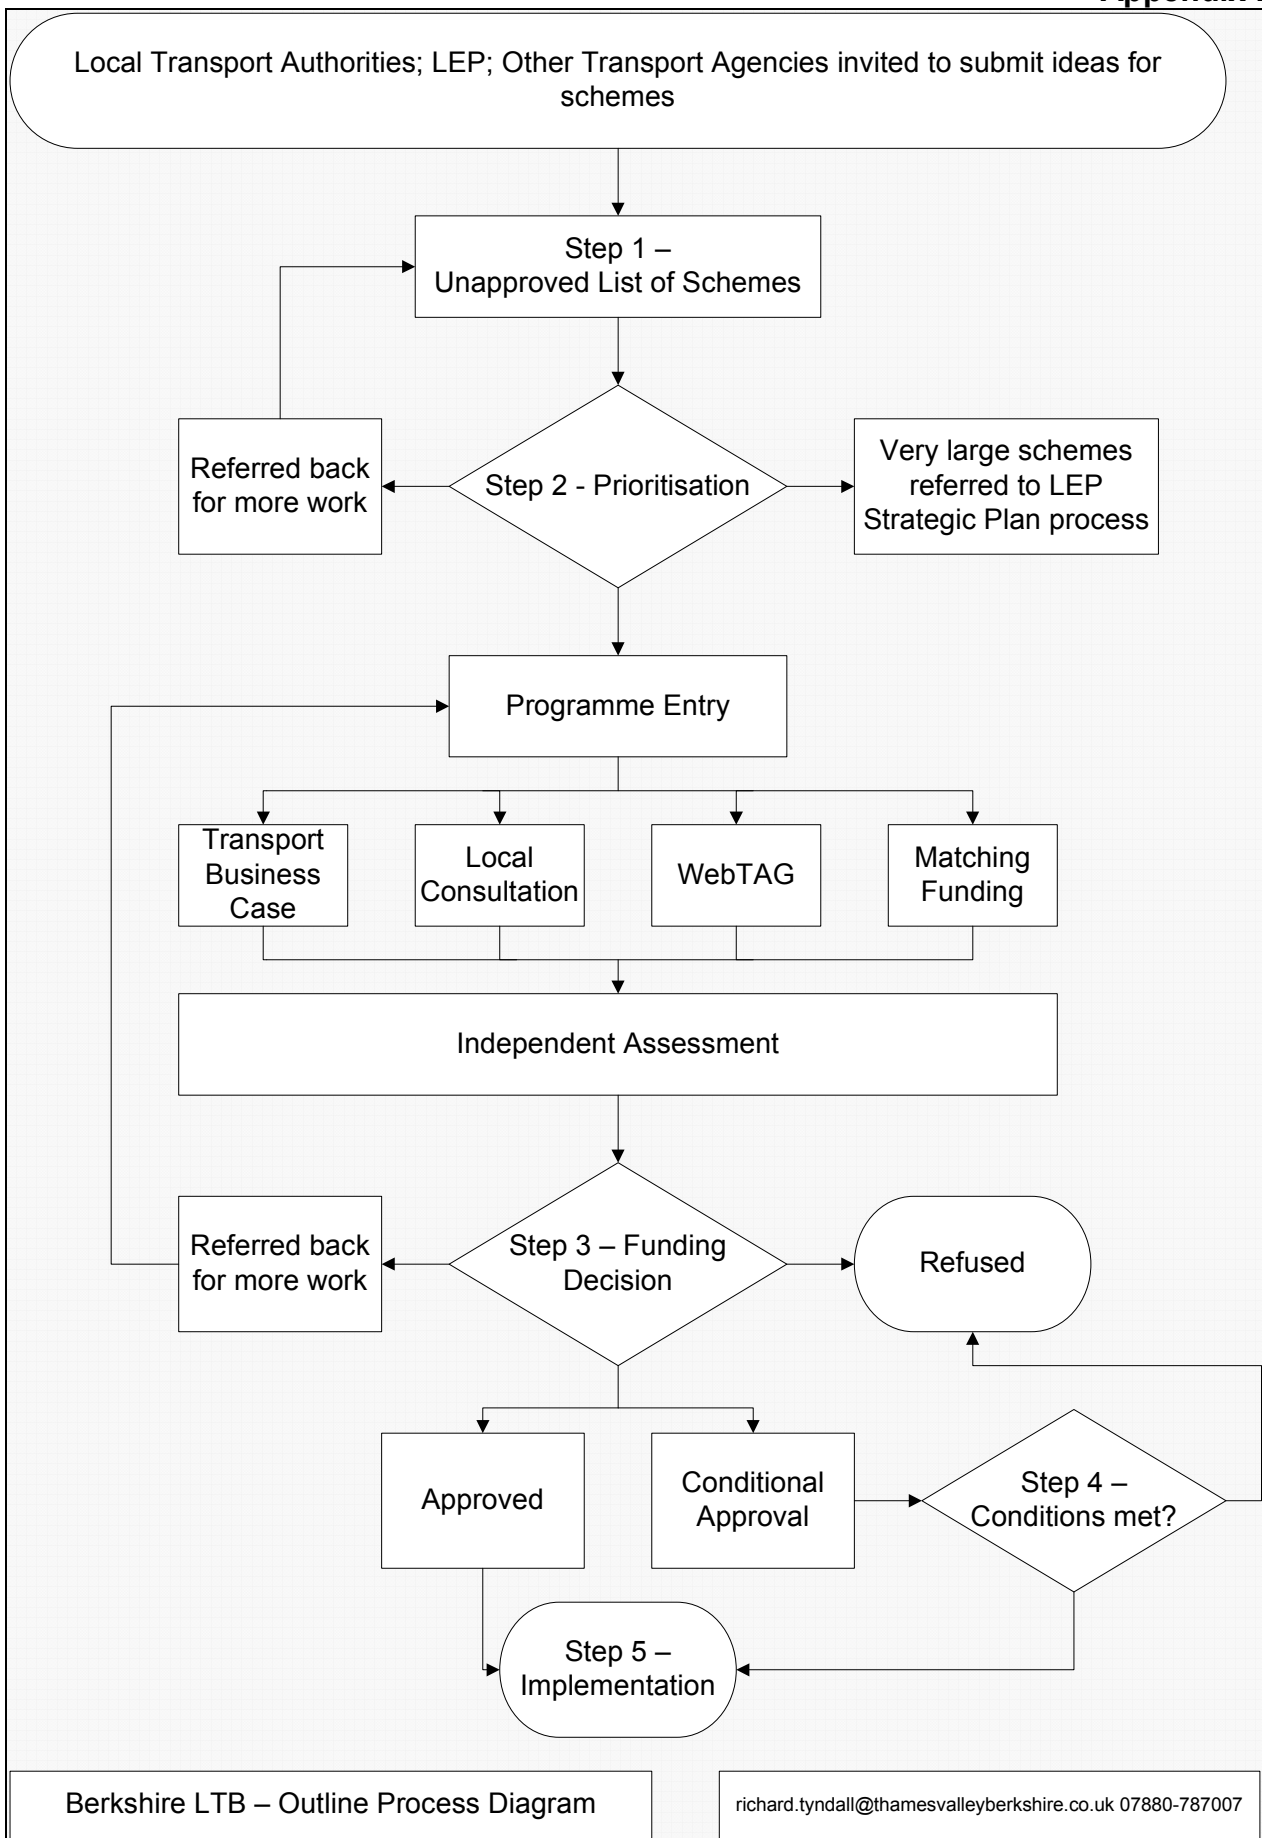 Local Transport Authorities; LEP; Other Transport Agencies invited to submit ideas for
schemes
Step 1 –
Unapproved List of Schemes
Referred back
for more work
Step 2 - Prioritisation
Very large schemes
referred to LEP
Strategic Plan process
Programme Entry
Transport
Business
Case
Local
Consultation
WebTAG
Matching
Funding
Independent Assessment
Referred back
for more work
Step 3 – Funding
Decision
Refused
Approved
Conditional
Approval
Step 4 –
Conditions met?
Step 5 –
Implementation
Berkshire LTB – Outline Process Diagram
richard.tyndall@thamesvalleyberkshire.co.uk 07880-787007